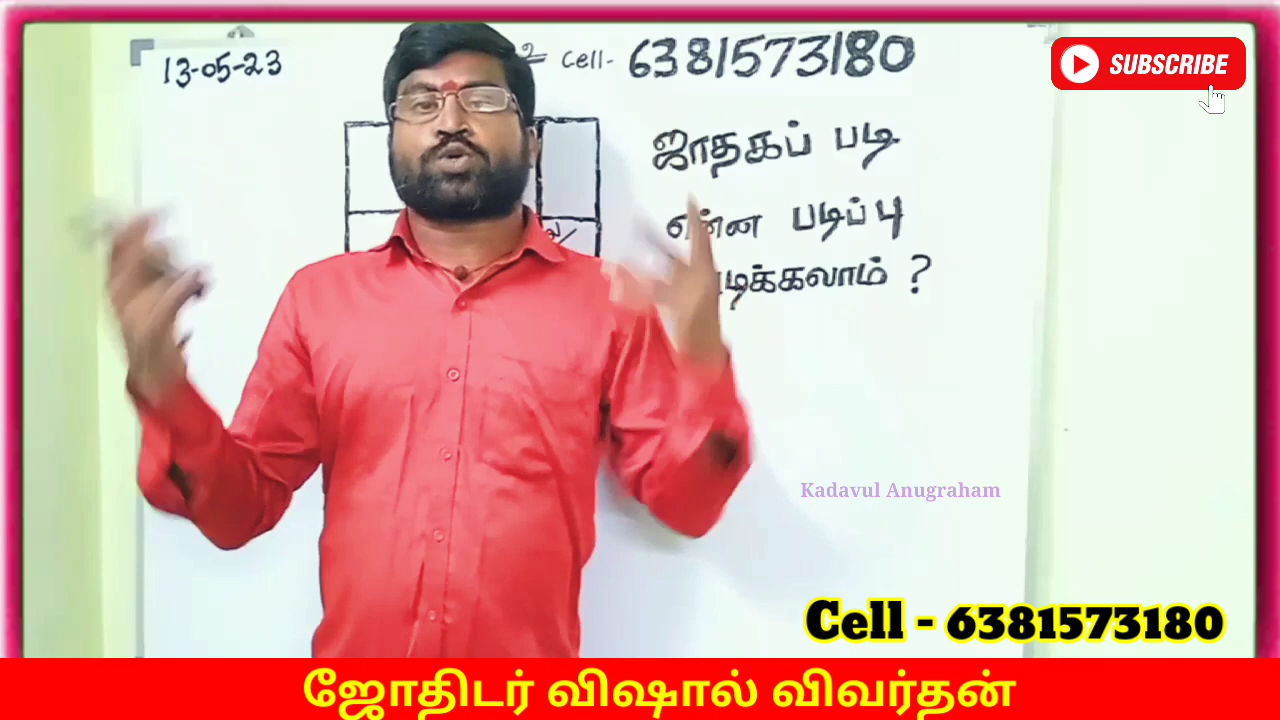 13-05-23
Cell- 6381573180
SUBSCRIBE
ஜாதகப் படி
என்ன படிப்பு
படிக்கலாம் ?
Kadavul Anugraham
Cell - 6381573180
ஜோதிடர் விஷால் விவர்தன்